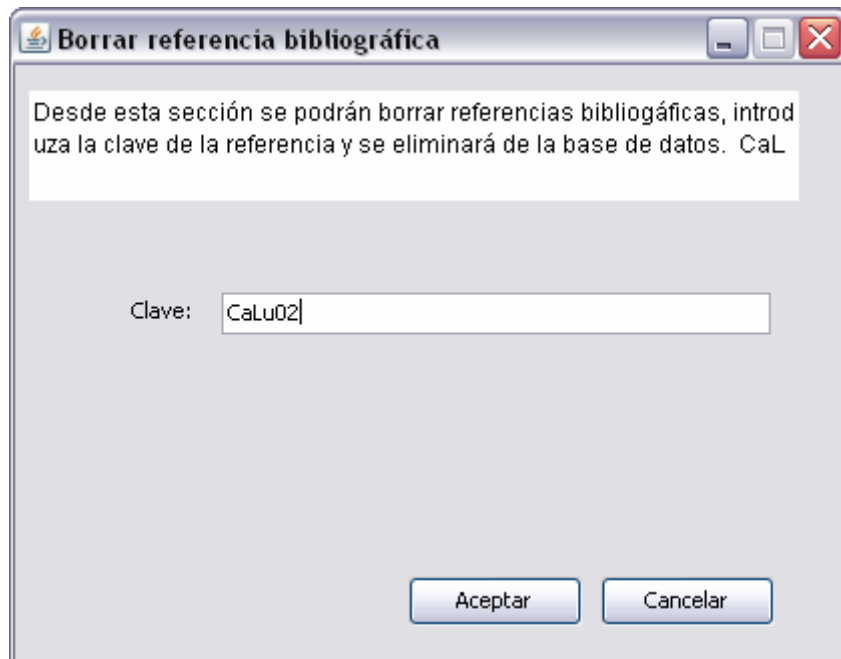 Borrar referencia bibliográfica
Desde esta sección se podrán borrar referencias bibliogáficas, introd
uza la clave de la referencia y se eliminará de la base de datos.  CaL
Clave: CaLu02
Aceptar Cancelar